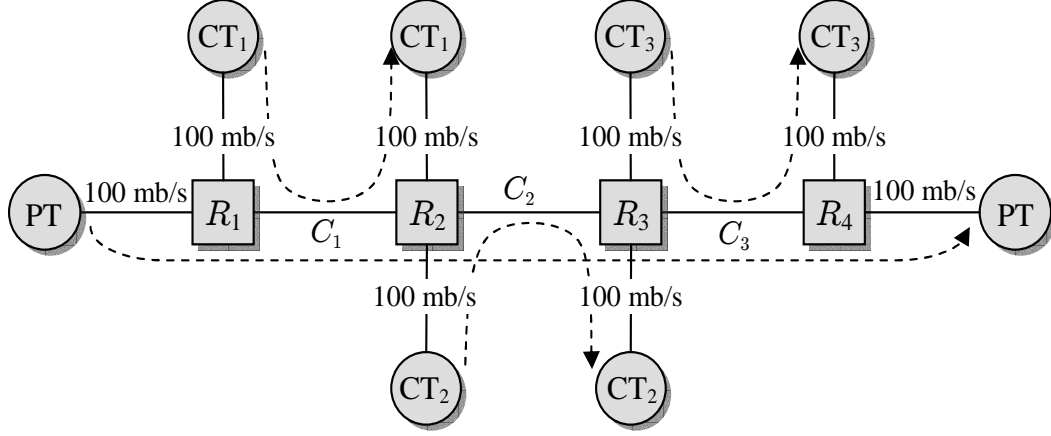 CT1 CT1 CT3 CT3
100 mb/s 100 mb/s 100 mb/s 100 mb/s
PT 100 mb/s R1 C1 R2 C2 R3 C3 R4 100 mb/s PT
100 mb/s 100 mb/s
CT2 CT2